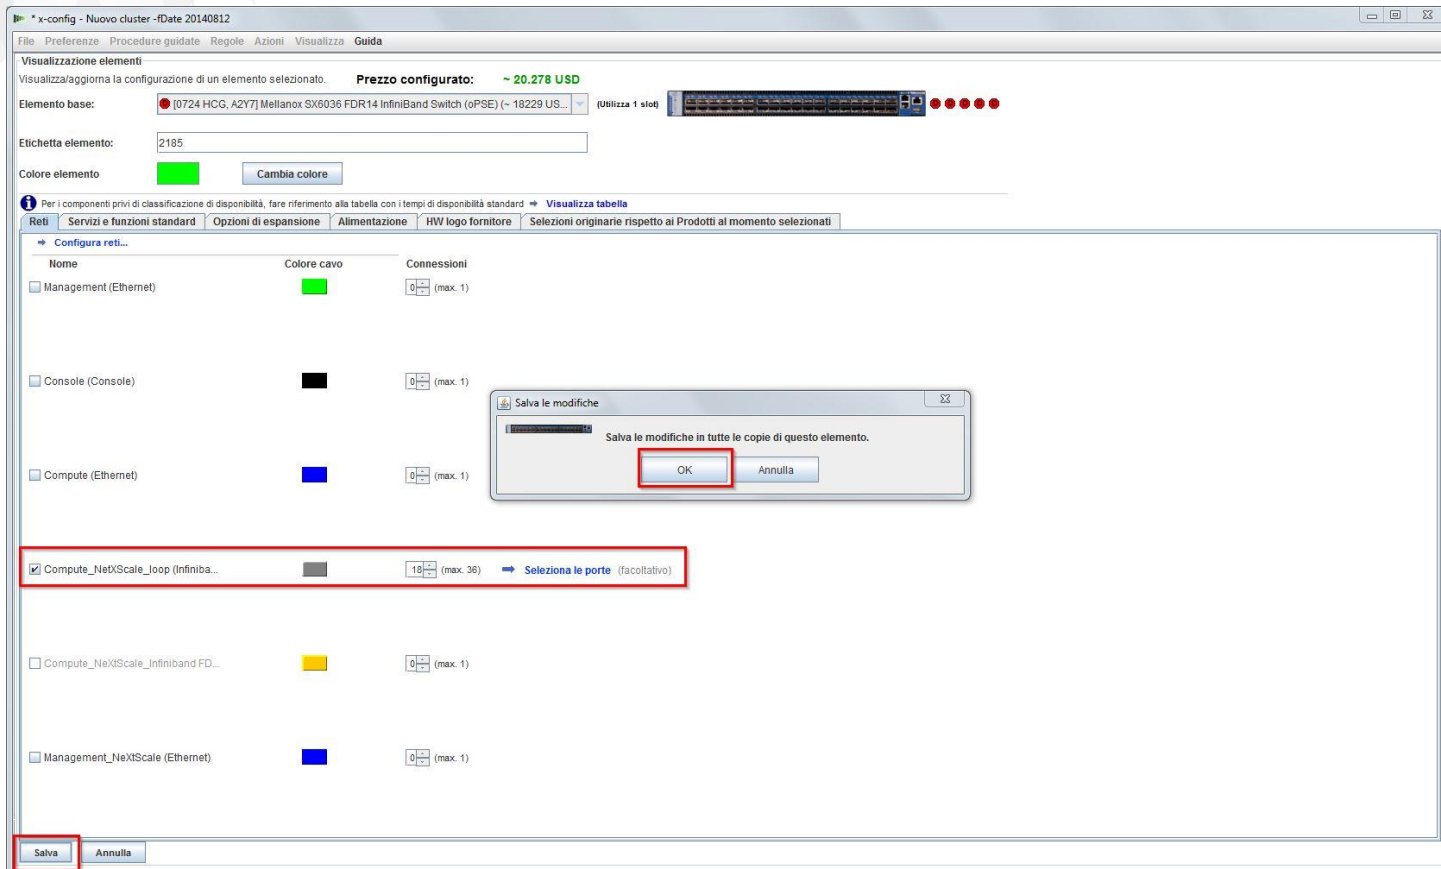 * x-config - Nuovo cluster -fDate 20140812
File Preferenze Procedure guidate Regole Azioni Visualizza Guida
Visualizzazione elementi
Visualizza/aggiorna la configurazione di un elemento selezionato. Prezzo configurato: ~ 20.278 USD
Elemento base: [0724 HCG, A2Y7] Mellanox SX6036 FDR14 InfiniBand Switch (oPSE) (~ 18229 US... (Utilizza 1 slot)
Etichetta elemento: 2185
Colore elemento Cambia colore
Per i componenti privi di classificazione di disponibilità, fare riferimento alla tabella con i tempi di disponibilità standard Visualizza tabella
Reti Servizi e funzioni standard Opzioni di espansione Alimentazione HW logo fornitore Selezioni originarie rispetto ai Prodotti al momento selezionati
Configura reti...
Nome Colore cavo Connessioni
Management (Ethernet) 0 (max. 1)
Console (Console) 0 (max. 1)
Salva le modifiche
Salva le modifiche in tutte le copie di questo elemento.
OK Annulla
Compute (Ethernet) 0 (max. 1)
Compute_NetXScale_loop (Infiniba... 18 (max. 36) Seleziona le porte (facoltativo)
Compute_NeXtScale_Infiniband FD... 0 (max. 1)
Management_NeXtScale (Ethernet) 0 (max. 1)
Salva Annulla